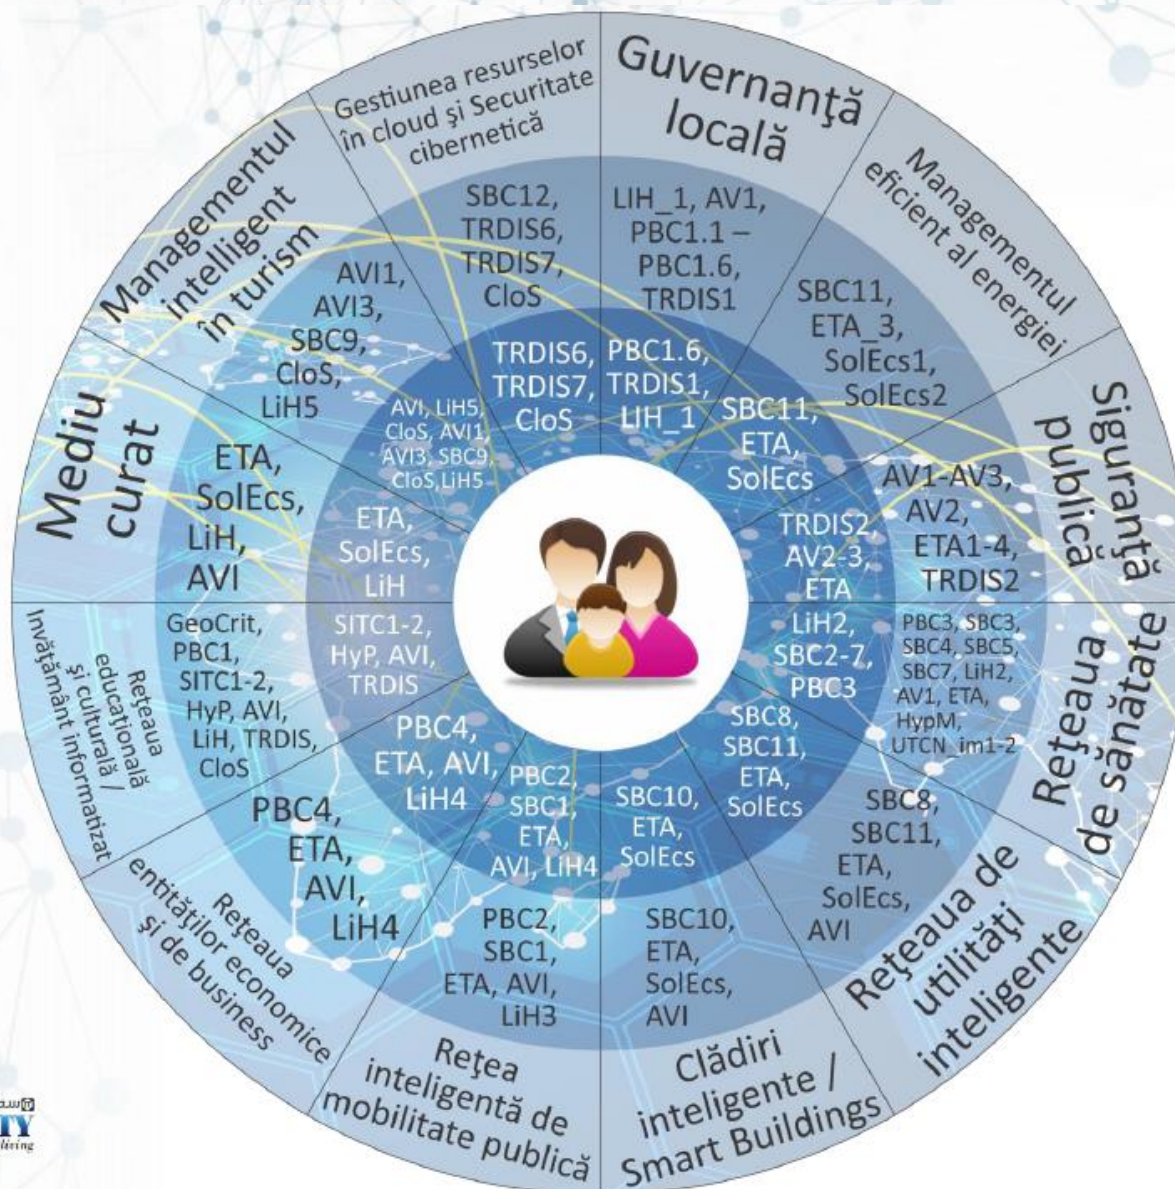 Guvernanţă
locală
LIH_1, AV1,
PBC1.1 –
PBC1.6,
TRDIS1
PBC1.6,
TRDIS1,
LIH_1
Managementul
eficient al energiei
SBC11,
ETA_3,
SolEcs1,
SolEcs2
SBC11,
ETA,
SolEcs
Siguranţă
publică
AV1-AV3,
AV2,
ETA1-4,
TRDIS2
TRDIS2,
AV2-3,
ETA
Reţeaua
de sănătate
PBC3, SBC3,
SBC4, SBC5,
SBC7, LiH2,
AV1, ETA,
HypM,
UTCN_im1-2
LiH2,
SBC2-7,
PBC3
Reţeaua de
utilităţi
inteligente
SBC8,
SBC11,
ETA,
SolEcs,
AVI
SBC8,
SBC11,
ETA,
SolEcs
Clădiri
inteligente /
Smart Buildings
SBC10,
ETA,
SolEcs,
AVI
SBC10,
ETA,
SolEcs
Reţea
inteligentă de
mobilitate publică
PBC2,
SBC1,
ETA, AVI,
LiH3
PBC2,
SBC1,
ETA,
AVI, LiH4
Reţeaua
entităţilor economice
şi de business
PBC4,
ETA,
AVI,
LiH4
PBC4,
ETA, AVI,
LiH4
Reţeaua
educaţională
şi culturală /
Invăţământ informatizat
GeoCrit,
PBC1,
SITC1-2,
HyP, AVI,
LiH, TRDIS,
CloS
SITC1-2,
HyP, AVI,
TRDIS
Mediu
curat
ETA,
SolEcs,
LiH,
AVI
ETA,
SolEcs,
LiH
Managementul
intelligent
în turism
AVI1,
AVI3,
SBC9,
CloS,
LiH5
AVI, LiH5,
CloS, AVI1,
AVI3, SBC9,
CloS,LiH5
Gestiunea resurselor
în cloud şi Securitate
cibernetică
SBC12,
TRDIS6,
TRDIS7,
CloS
TRDIS6,
TRDIS7,
CloS
TY
living